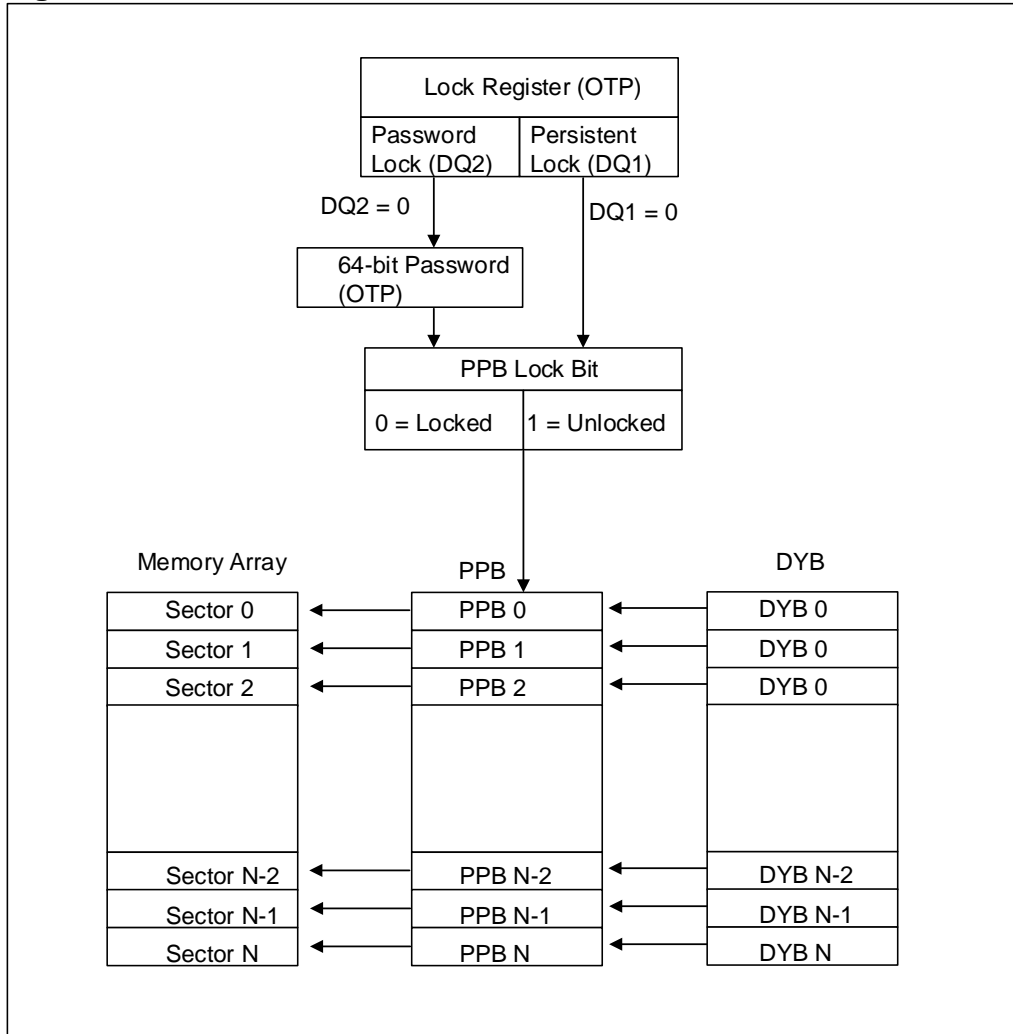 Lock Register (OTP)
Password
Lock (DQ2)
Persistent
Lock (DQ1)
DQ2 = 0
DQ1 = 0
64-bit Password
(OTP)
PPB Lock Bit
0 = Locked
1 = Unlocked
Memory Array
PPB
DYB
Sector 0
PPB 0
DYB 0
Sector 1
PPB 1
DYB 0
Sector 2
PPB 2
DYB 0
Sector N-2
PPB N-2
DYB N-2
Sector N-1
PPB N-1
DYB N-1
Sector N
PPB N
DYB N